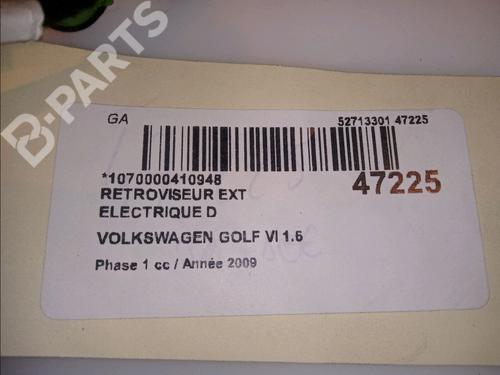 B-PARTS
GA
52713301 47225
*1070000410948
47225
RETROVISEUR EXT
ELECTRIQUE D
VOLKSWAGEN GOLF VI 1.6
Phase 1 cc / Année 2009